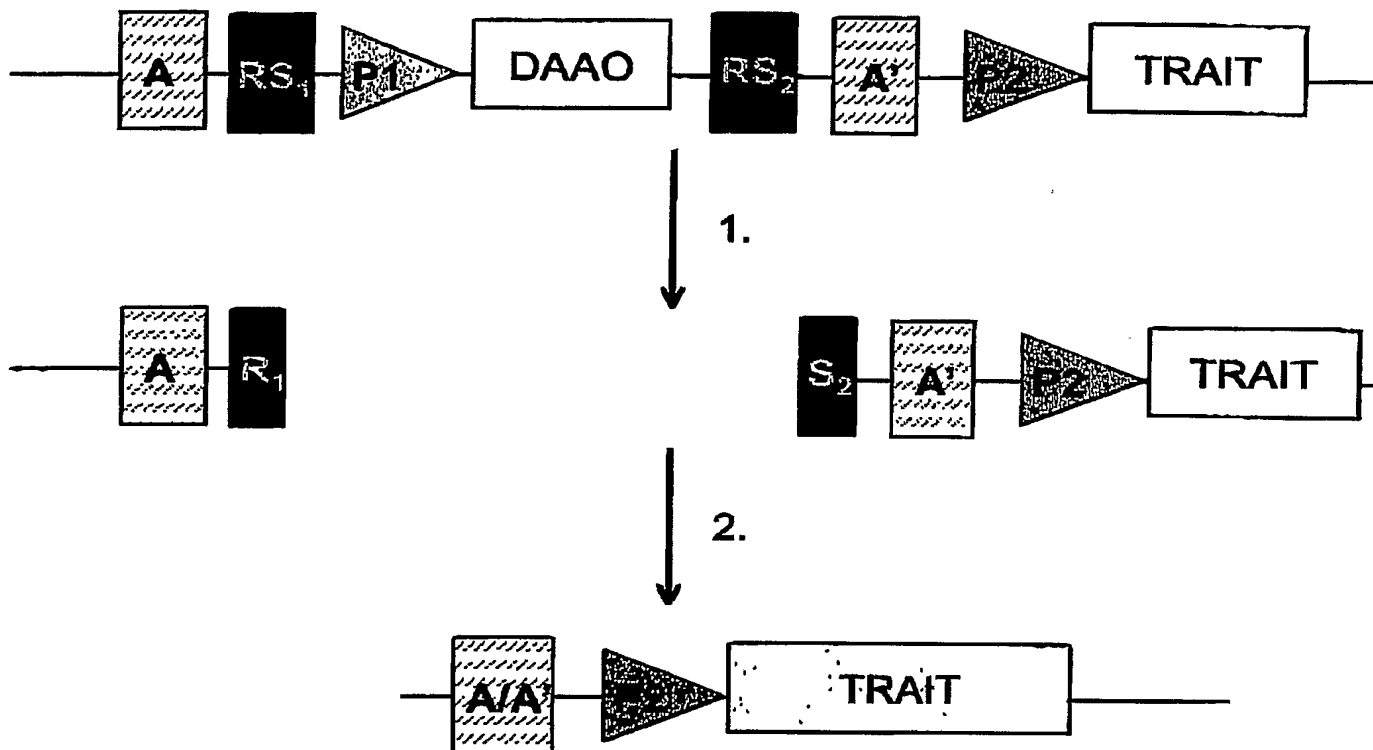 A RS1 P1 DAAO RS2 A' P2 TRAIT
1.
A R1 S2 A' P2 TRAIT
2.
A/A' TRAIT